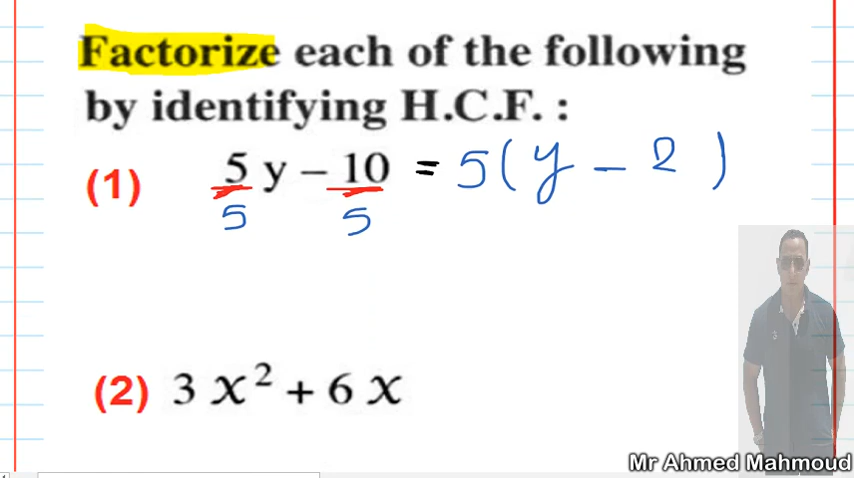 Factorize each of the following
by identifying H.C.F. :
(1) 5 y – 10 = 5 ( y – 2 )
5 5
(2) 3 x² + 6 x
Mr Ahmed Mahmoud